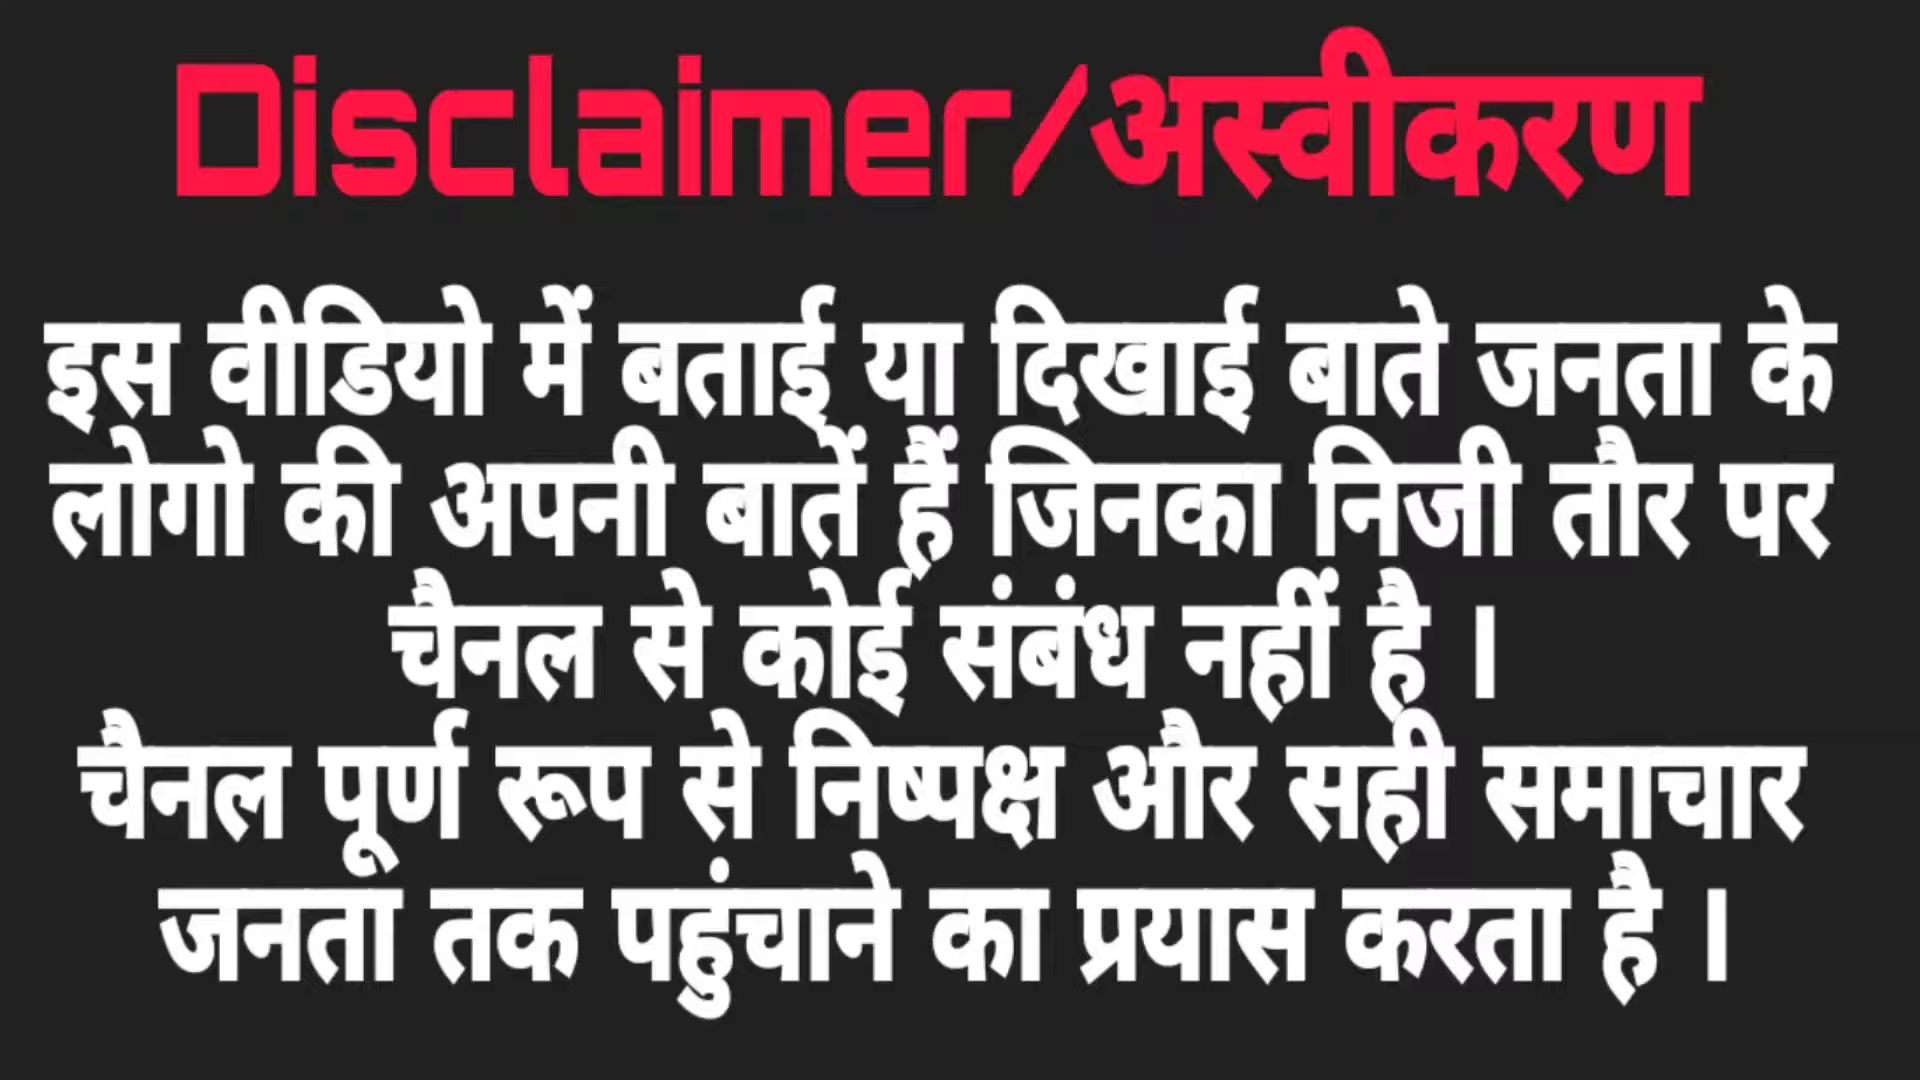 Disclaimer/अस्वीकरण
इस वीडियो में बताई या दिखाई बाते जनता के
लोगो की अपनी बातें हैं जिनका निजी तौर पर
चैनल से कोई संबंध नहीं है ।
चैनल पूर्ण रूप से निष्पक्ष और सही समाचार
जनता तक पहुंचाने का प्रयास करता है ।